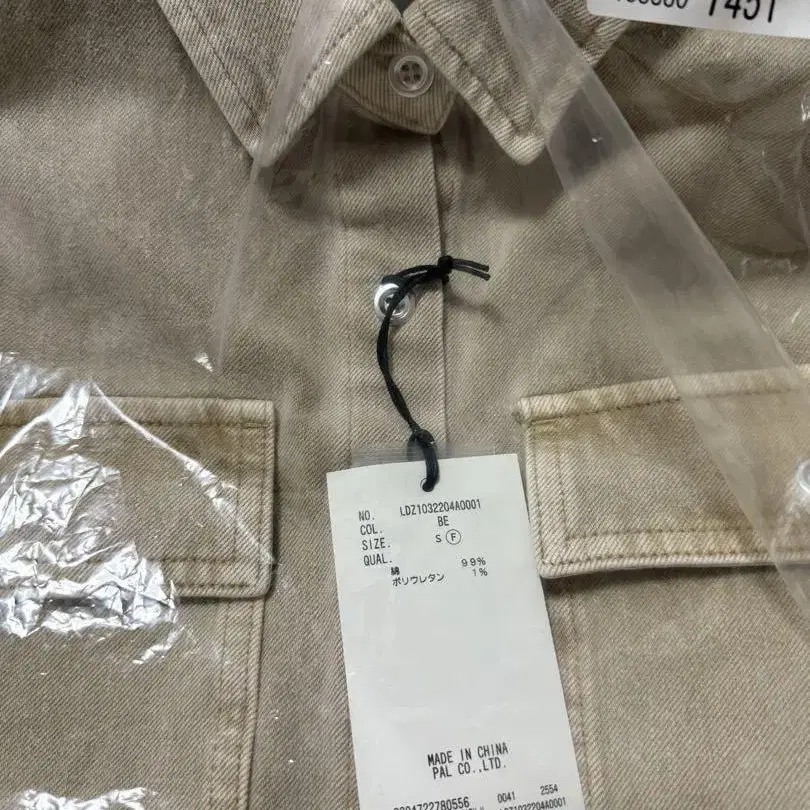 1451
NO. LDZ1032204A0001
COL. BE
SIZE. S F
QUAL.
綿 99%
ポリウレタン 1%
MADE IN CHINA
PAL CO.,LTD.
0041 2554
LDZ1032204A0001